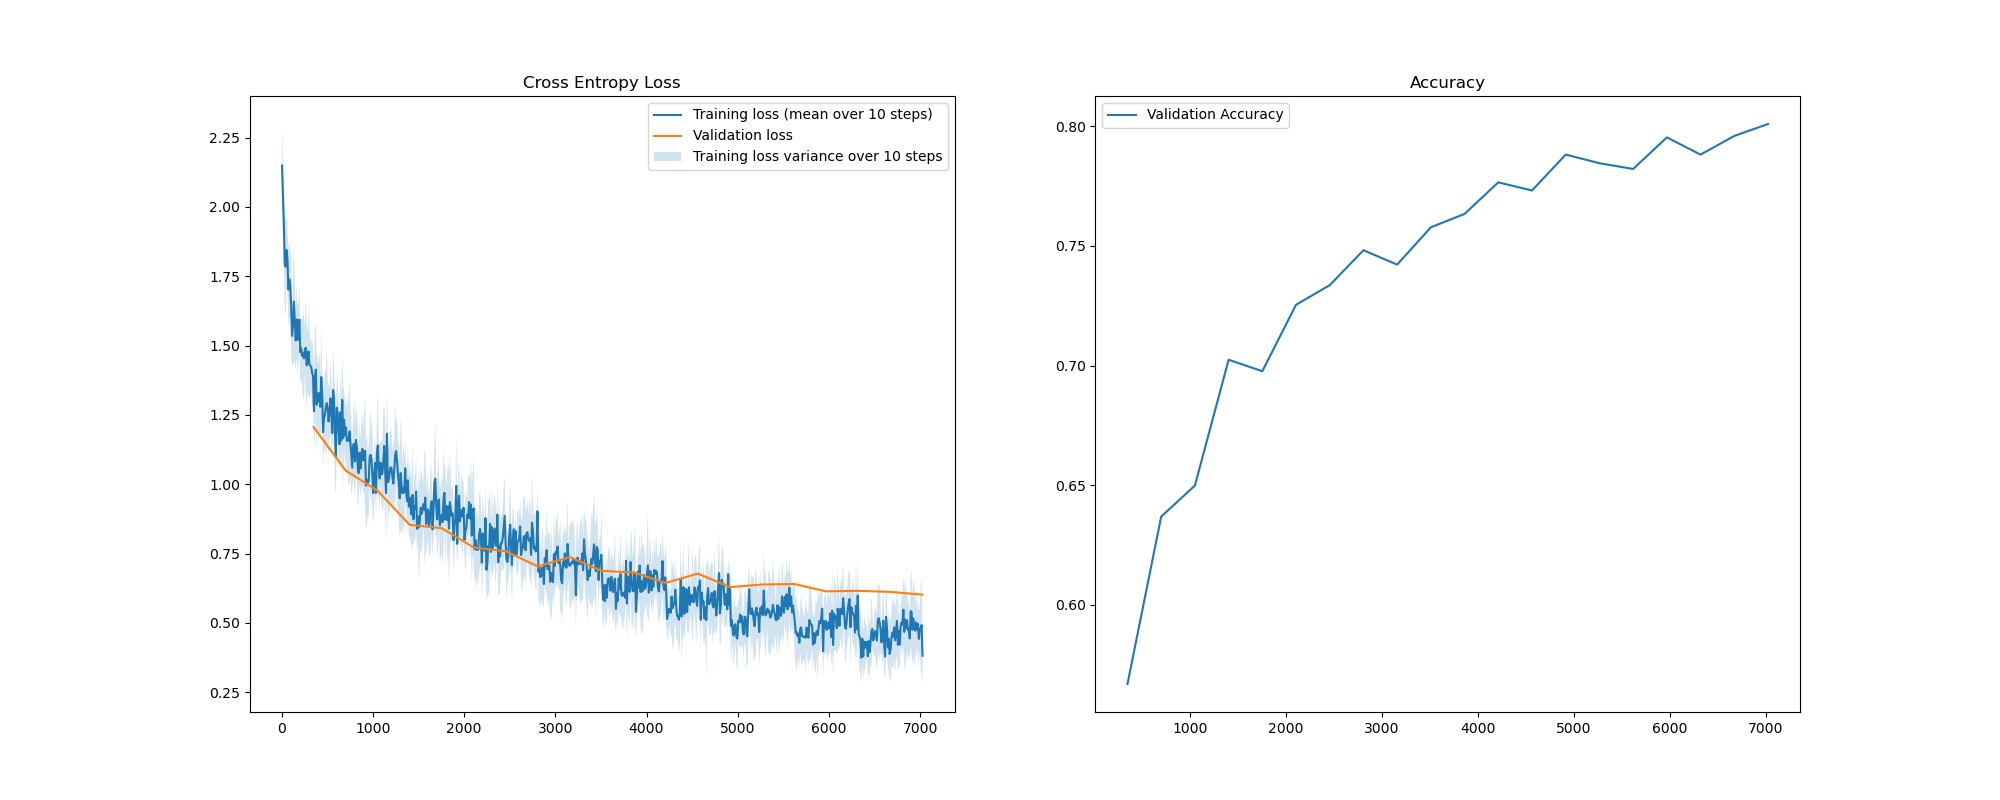 Cross Entropy Loss
Training loss (mean over 10 steps)
Validation loss
Training loss variance over 10 steps
2.25
2.00
1.75
1.50
1.25
1.00
0.75
0.50
0.25
0 1000 2000 3000 4000 5000 6000 7000
Accuracy
Validation Accuracy
0.80
0.75
0.70
0.65
0.60
1000 2000 3000 4000 5000 6000 7000